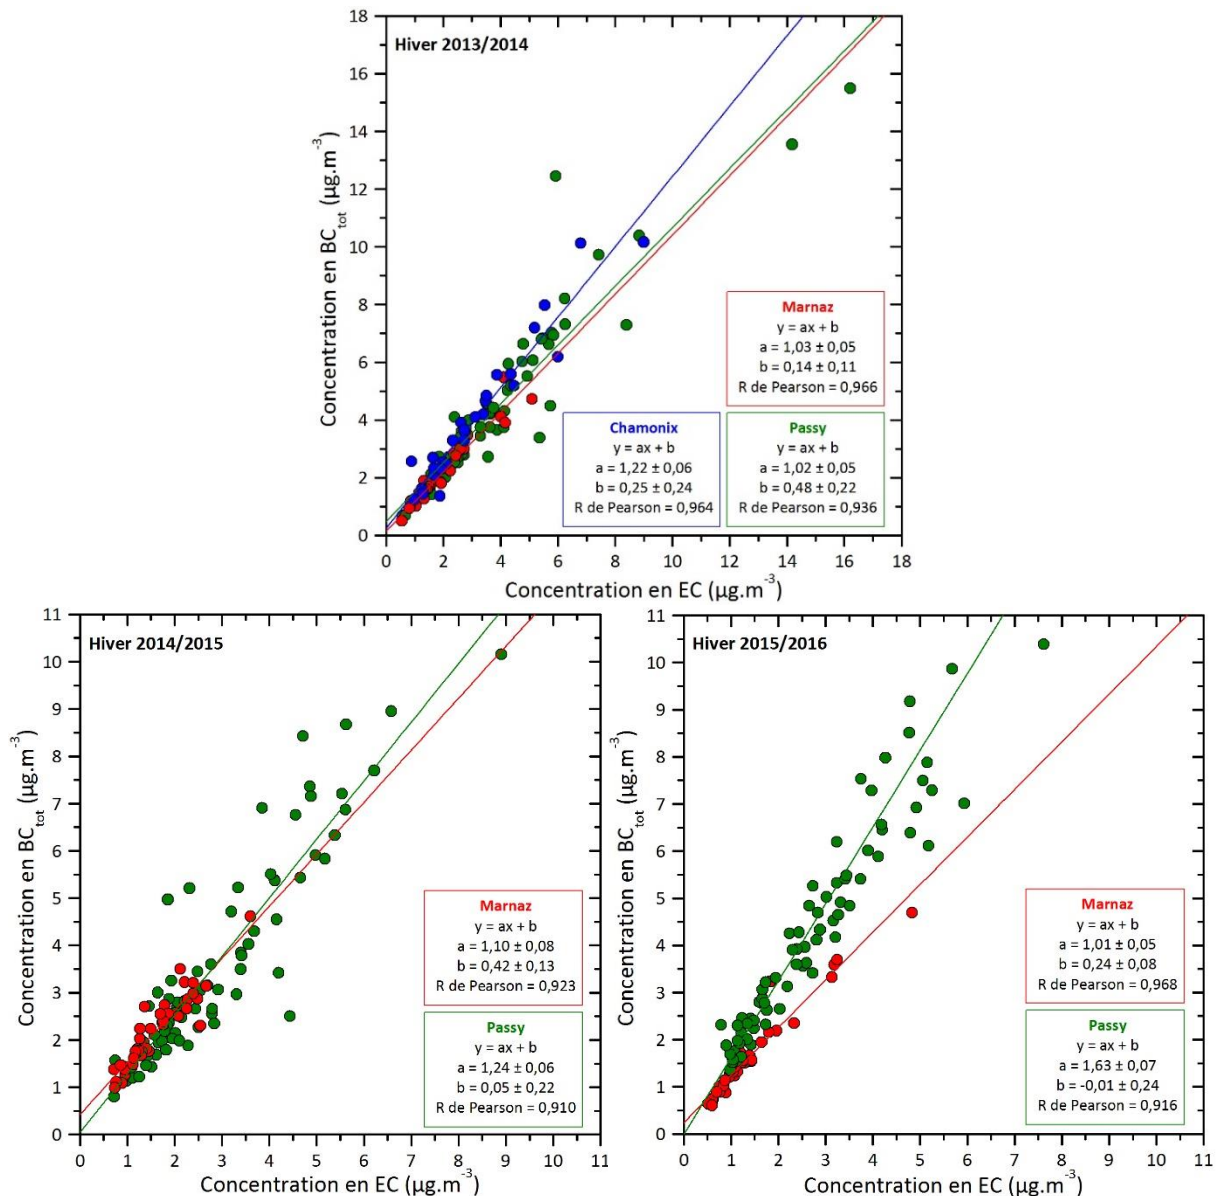 Hiver 2013/2014
Concentration en BC_tot (µg.m⁻³)
18
16
14
12
10
8
6
4
2
0
0 2 4 6 8 10 12 14 16 18
Concentration en EC (µg.m⁻³)
Marnaz
y = ax + b
a = 1,03 ± 0,05
b = 0,14 ± 0,11
R de Pearson = 0,966
Chamonix
y = ax + b
a = 1,22 ± 0,06
b = 0,25 ± 0,24
R de Pearson = 0,964
Passy
y = ax + b
a = 1,02 ± 0,05
b = 0,48 ± 0,22
R de Pearson = 0,936
Hiver 2014/2015
Concentration en BC_tot (µg.m⁻³)
11
10
9
8
7
6
5
4
3
2
1
0
0 1 2 3 4 5 6 7 8 9 10 11
Concentration en EC (µg.m⁻³)
Marnaz
y = ax + b
a = 1,10 ± 0,08
b = 0,42 ± 0,13
R de Pearson = 0,923
Passy
y = ax + b
a = 1,24 ± 0,06
b = 0,05 ± 0,22
R de Pearson = 0,910
Hiver 2015/2016
Concentration en BC_tot (µg.m⁻³)
11
10
9
8
7
6
5
4
3
2
1
0
0 1 2 3 4 5 6 7 8 9 10 11
Concentration en EC (µg.m⁻³)
Marnaz
y = ax + b
a = 1,01 ± 0,05
b = 0,24 ± 0,08
R de Pearson = 0,968
Passy
y = ax + b
a = 1,63 ± 0,07
b = -0,01 ± 0,24
R de Pearson = 0,916